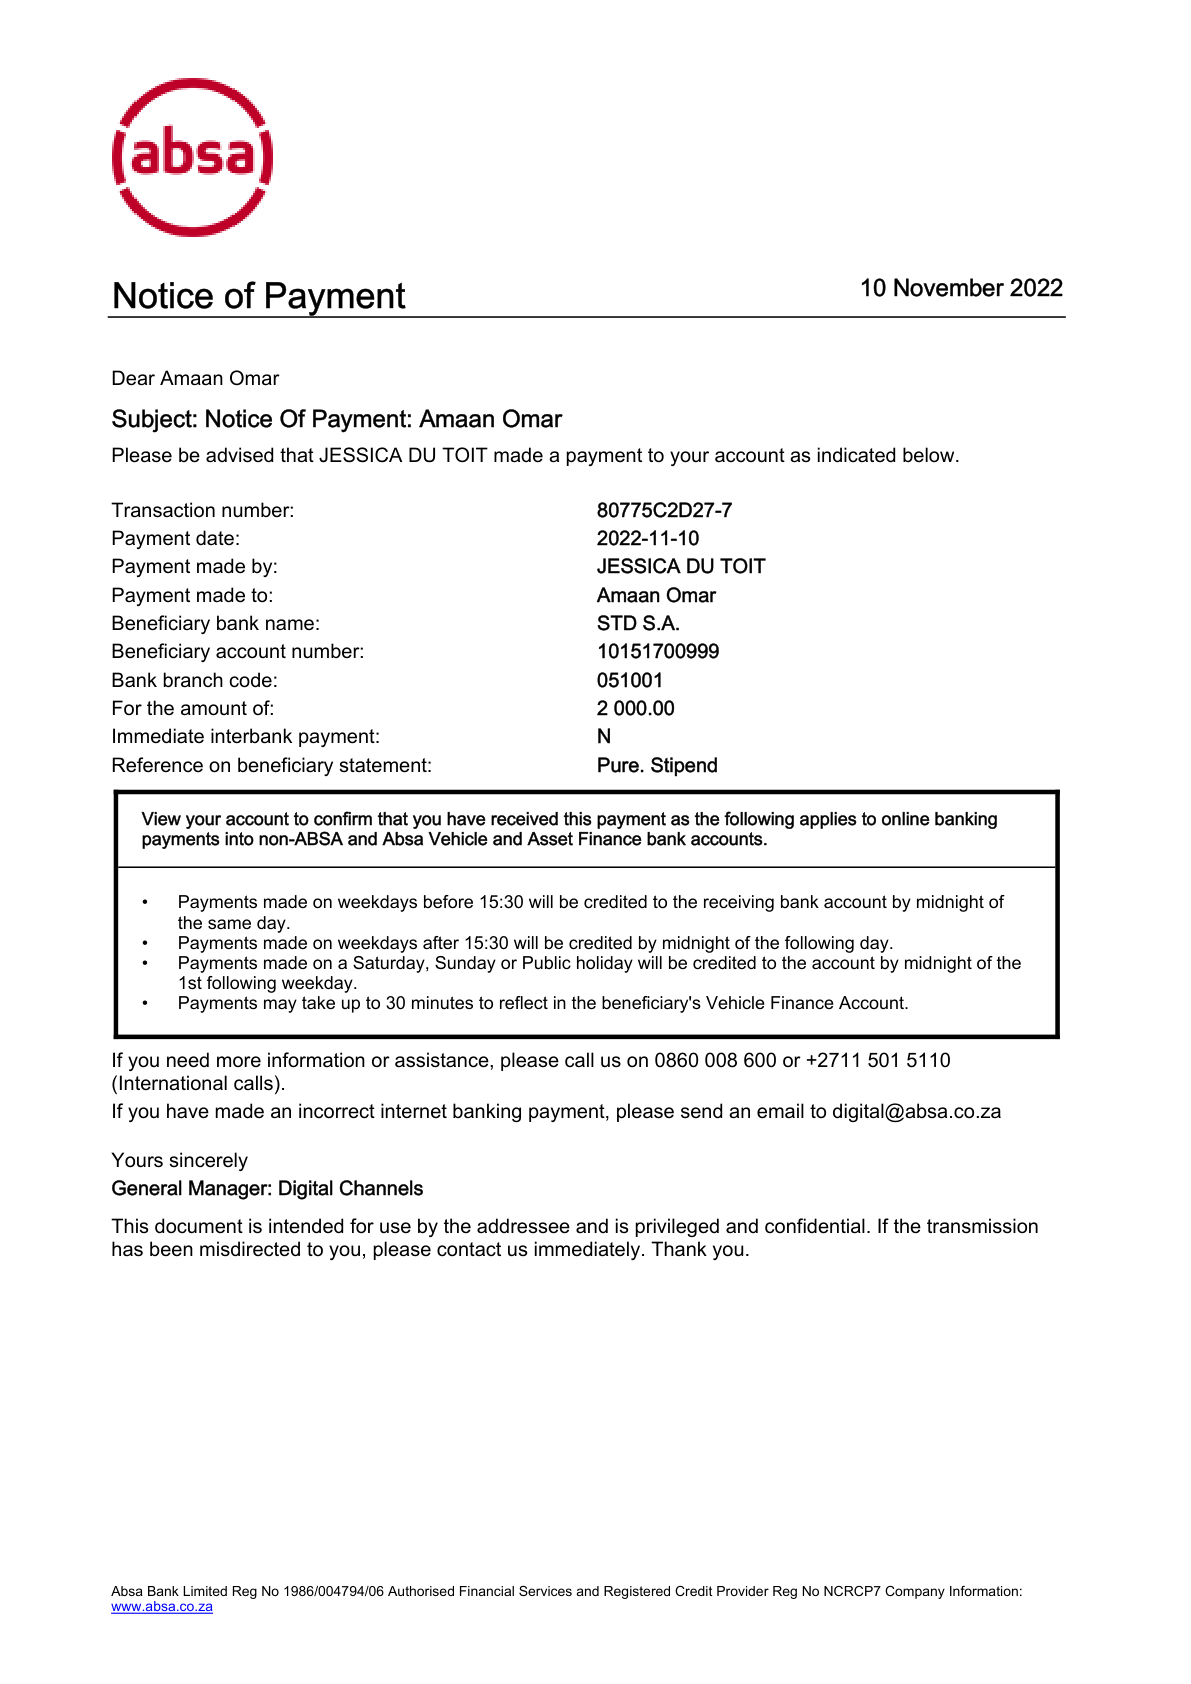 absa
Notice of Payment
10 November 2022
Dear Amaan Omar
Subject: Notice Of Payment: Amaan Omar
Please be advised that JESSICA DU TOIT made a payment to your account as indicated below.
Transaction number: 80775C2D27-7
Payment date: 2022-11-10
Payment made by: JESSICA DU TOIT
Payment made to: Amaan Omar
Beneficiary bank name: STD S.A.
Beneficiary account number: 10151700999
Bank branch code: 051001
For the amount of: 2 000.00
Immediate interbank payment: N
Reference on beneficiary statement: Pure. Stipend
View your account to confirm that you have received this payment as the following applies to online banking
payments into non-ABSA and Absa Vehicle and Asset Finance bank accounts.
• Payments made on weekdays before 15:30 will be credited to the receiving bank account by midnight of
the same day.
• Payments made on weekdays after 15:30 will be credited by midnight of the following day.
• Payments made on a Saturday, Sunday or Public holiday will be credited to the account by midnight of the
1st following weekday.
• Payments may take up to 30 minutes to reflect in the beneficiary's Vehicle Finance Account.
If you need more information or assistance, please call us on 0860 008 600 or +2711 501 5110
(International calls).
If you have made an incorrect internet banking payment, please send an email to digital@absa.co.za
Yours sincerely
General Manager: Digital Channels
This document is intended for use by the addressee and is privileged and confidential. If the transmission
has been misdirected to you, please contact us immediately. Thank you.
Absa Bank Limited Reg No 1986/004794/06 Authorised Financial Services and Registered Credit Provider Reg No NCRCP7 Company Information:
www.absa.co.za